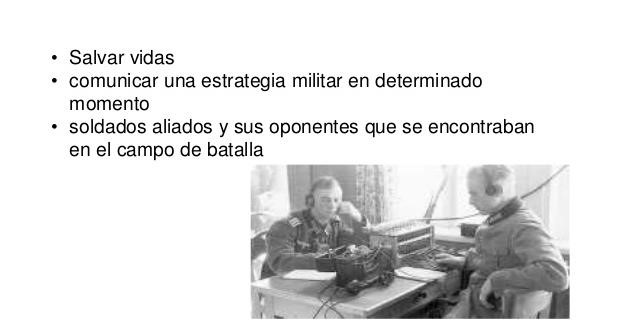 • Salvar vidas
• comunicar una estrategia militar en determinado
momento
• soldados aliados y sus oponentes que se encontraban
en el campo de batalla